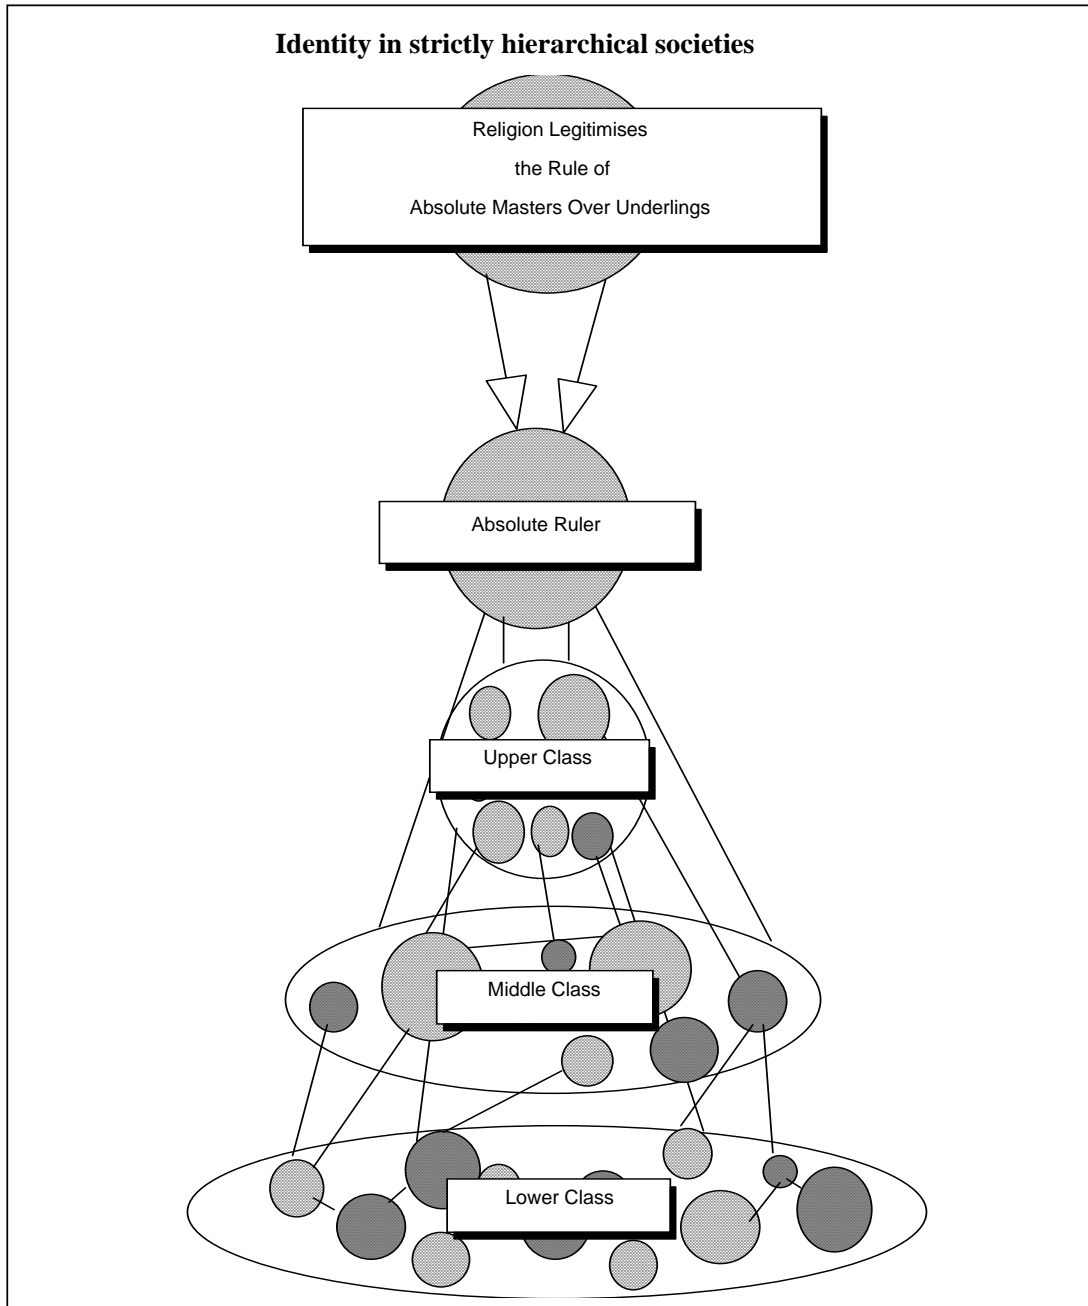 Identity in strictly hierarchical societies
Religion Legitimises
the Rule of
Absolute Masters Over Underlings
Absolute Ruler
Upper Class
Middle Class
Lower Class